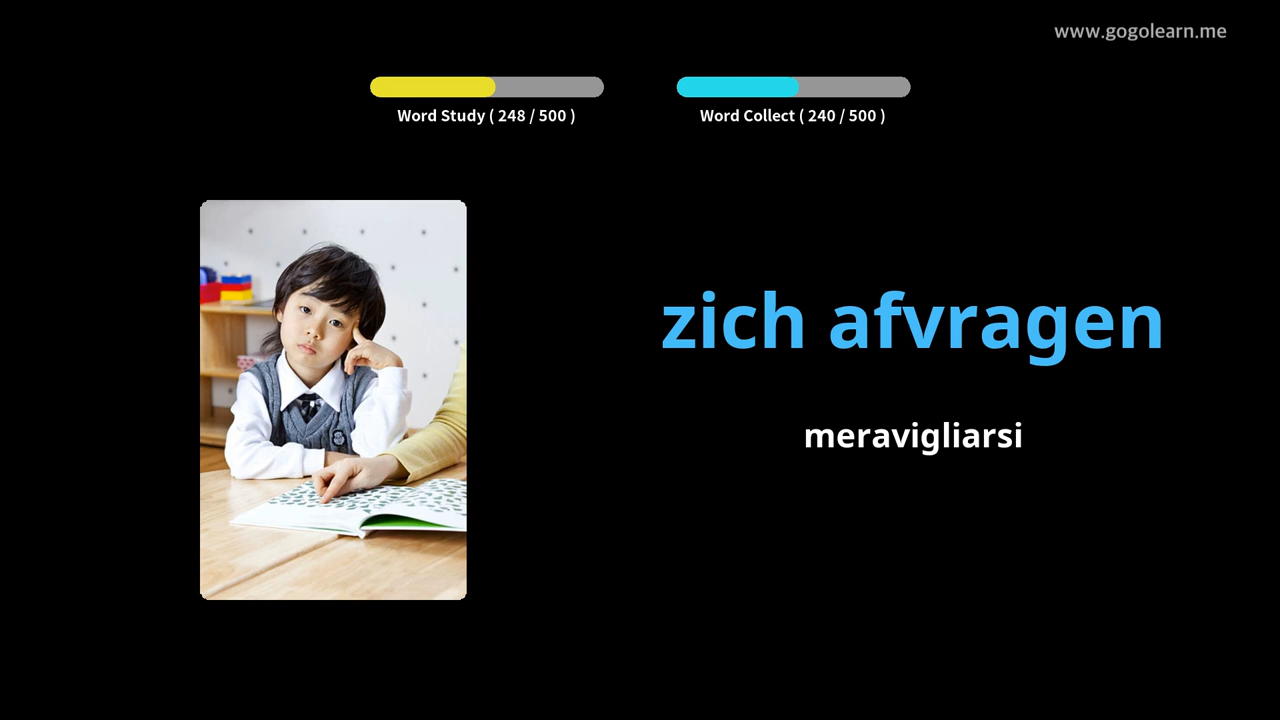 www.gogolearn.me
Word Study ( 248 / 500 )
Word Collect ( 240 / 500 )
zich afvragen
meravigliarsi